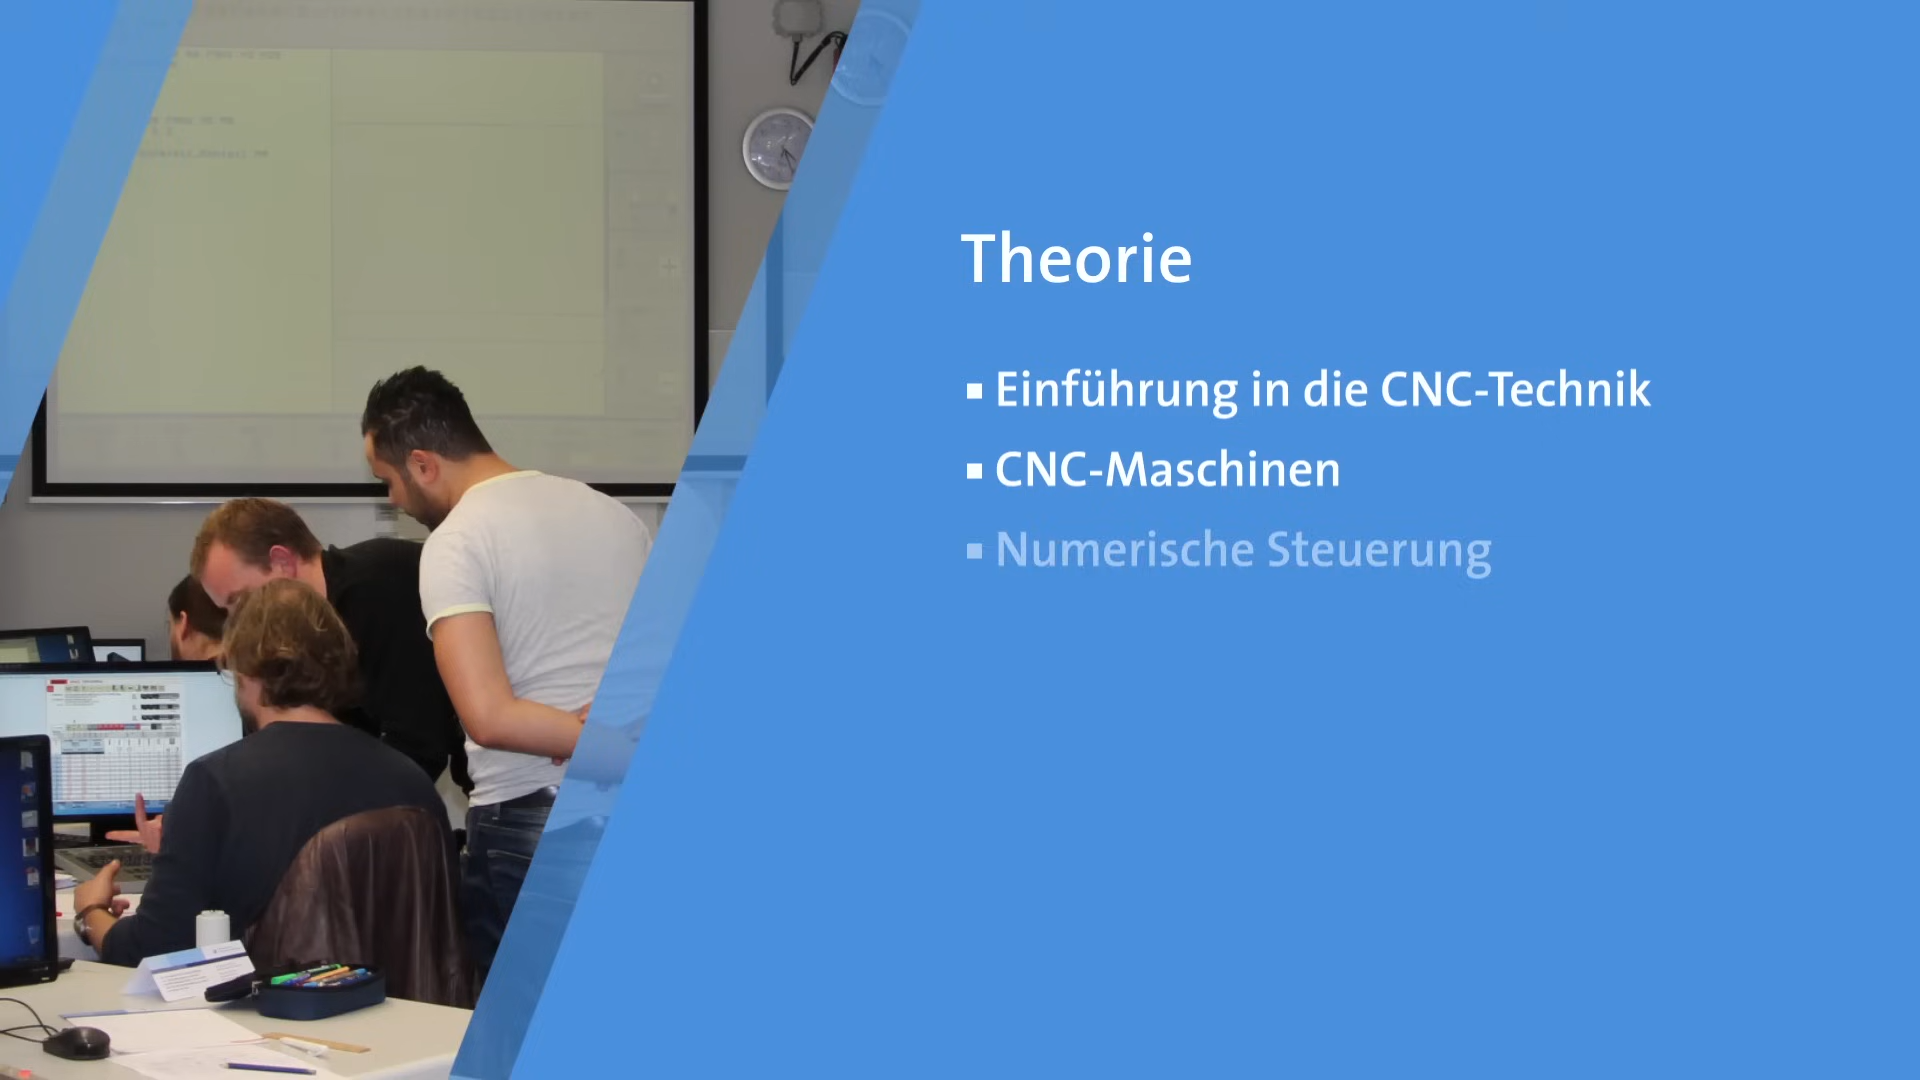 Theorie
▪ Einführung in die CNC-Technik
▪ CNC-Maschinen
▪ Numerische Steuerung